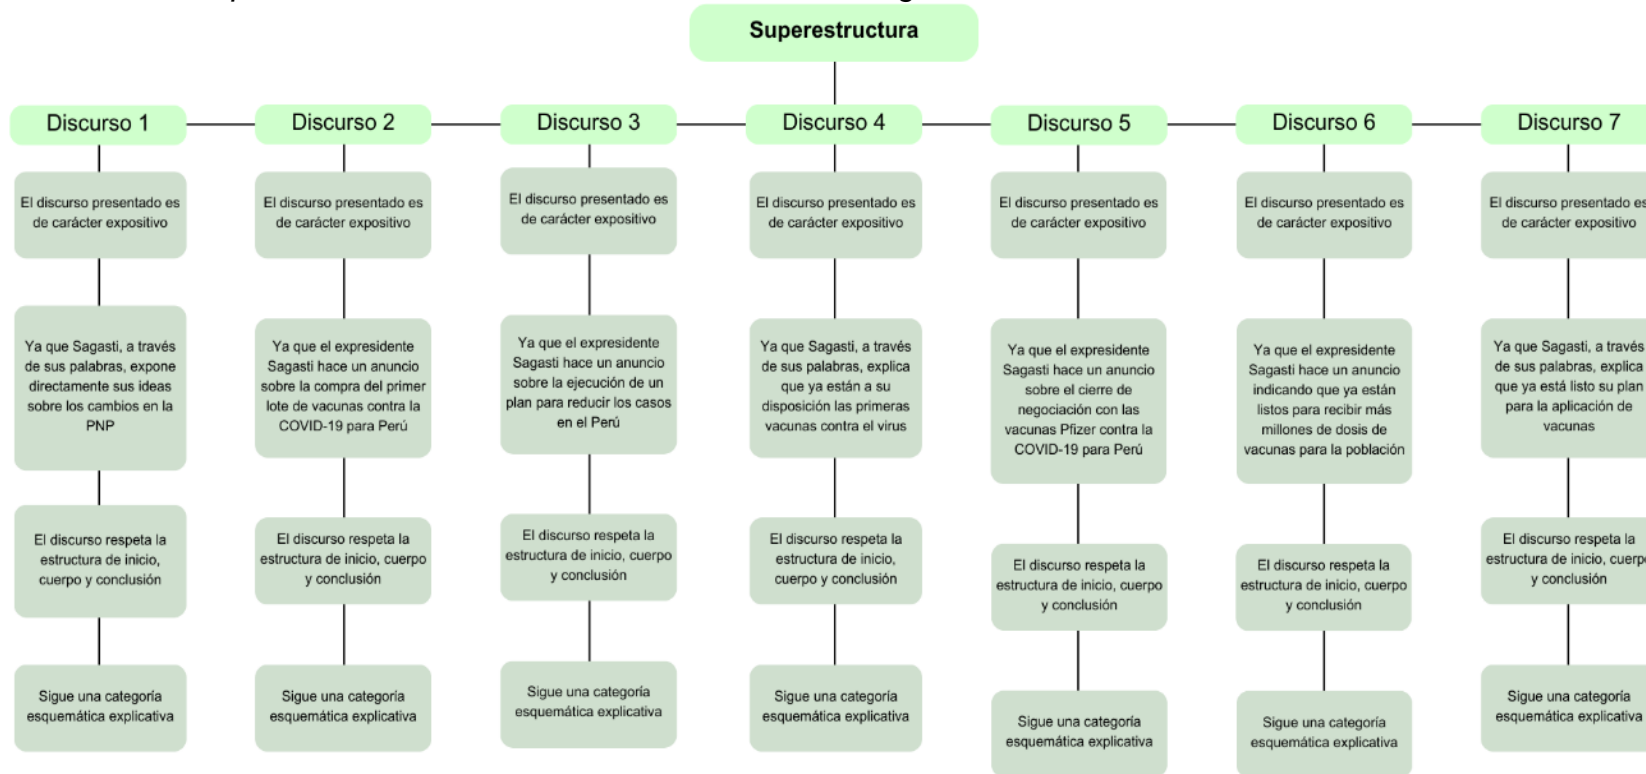 Superestructura
Discurso 1
Discurso 2
Discurso 3
Discurso 4
Discurso 5
Discurso 6
Discurso 7
El discurso presentado es
de carácter expositivo
El discurso presentado es
de carácter expositivo
El discurso presentado es
de carácter expositivo
El discurso presentado es
de carácter expositivo
El discurso presentado es
de carácter expositivo
El discurso presentado es
de carácter expositivo
El discurso presentado es
de carácter expositivo
Ya que Sagasti, a través
de sus palabras, expone
directamente sus ideas
sobre los cambios en la
PNP
Ya que el expresidente
Sagasti hace un anuncio
sobre la compra del primer
lote de vacunas contra la
COVID-19 para Perú
Ya que el expresidente
Sagasti hace un anuncio
sobre la ejecución de un
plan para reducir los casos
en el Perú
Ya que Sagasti, a través
de sus palabras, explica
que ya están a su
disposición las primeras
vacunas contra el virus
Ya que el expresidente
Sagasti hace un anuncio
sobre el cierre de
negociación con las
vacunas Pfizer contra la
COVID-19 para Perú
Ya que el expresidente
Sagasti hace un anuncio
indicando que ya están
listos para recibir más
millones de dosis de
vacunas para la población
Ya que Sagasti, a través
de sus palabras, explica
que ya está listo su plan
para la aplicación de
vacunas
El discurso respeta la
estructura de inicio,
cuerpo y conclusión
El discurso respeta la
estructura de inicio, cuerpo
y conclusión
El discurso respeta la
estructura de inicio, cuerpo
y conclusión
El discurso respeta la
estructura de inicio,
cuerpo y conclusión
El discurso respeta la
estructura de inicio, cuerpo
y conclusión
El discurso respeta la
estructura de inicio, cuerpo
y conclusión
El discurso respeta la
estructura de inicio, cuerpo
y conclusión
Sigue una categoría
esquemática explicativa
Sigue una categoría
esquemática explicativa
Sigue una categoría
esquemática explicativa
Sigue una categoría
esquemática explicativa
Sigue una categoría
esquemática explicativa
Sigue una categoría
esquemática explicativa
Sigue una categoría
esquemática explicativa